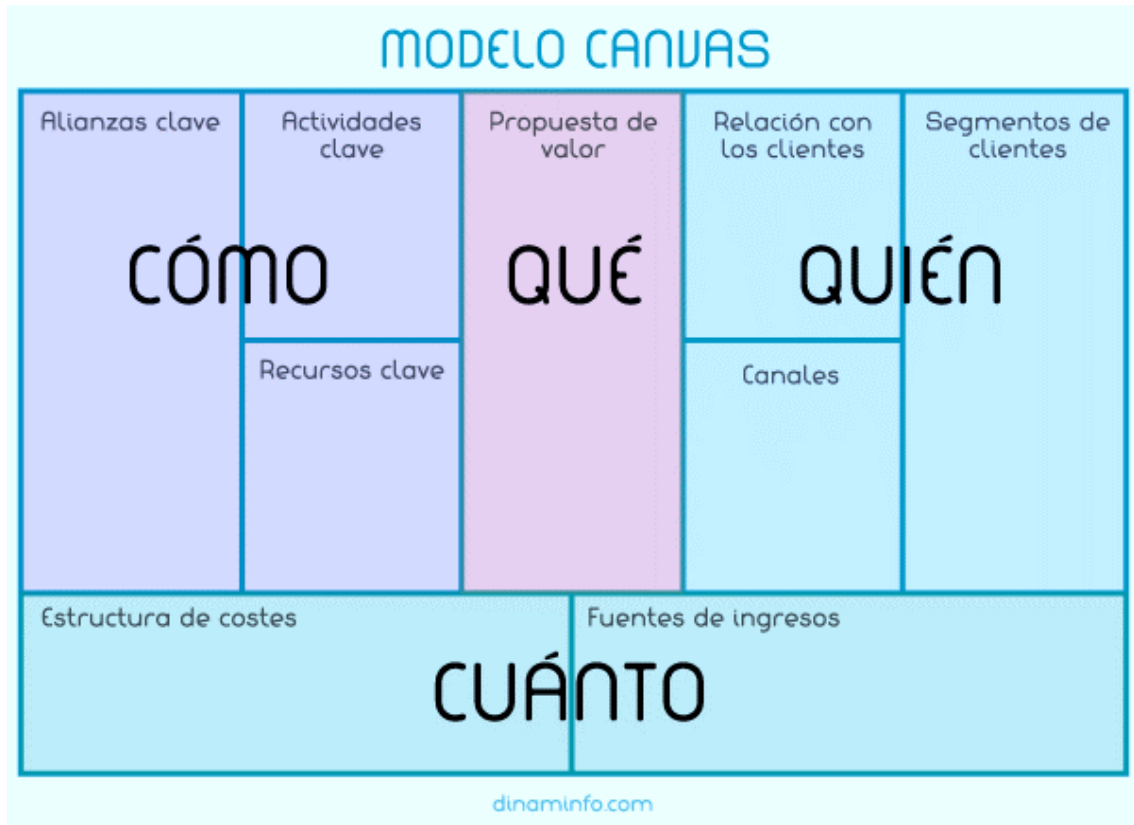 MODELO CANVAS
Alianzas clave
Actividades
clave
Propuesta de
valor
Relación con
los clientes
Segmentos de
clientes
CÓMO
QUÉ
QUIÉN
Recursos clave
Canales
Estructura de costes
Fuentes de ingresos
CUÁNTO
dinaminfo.com